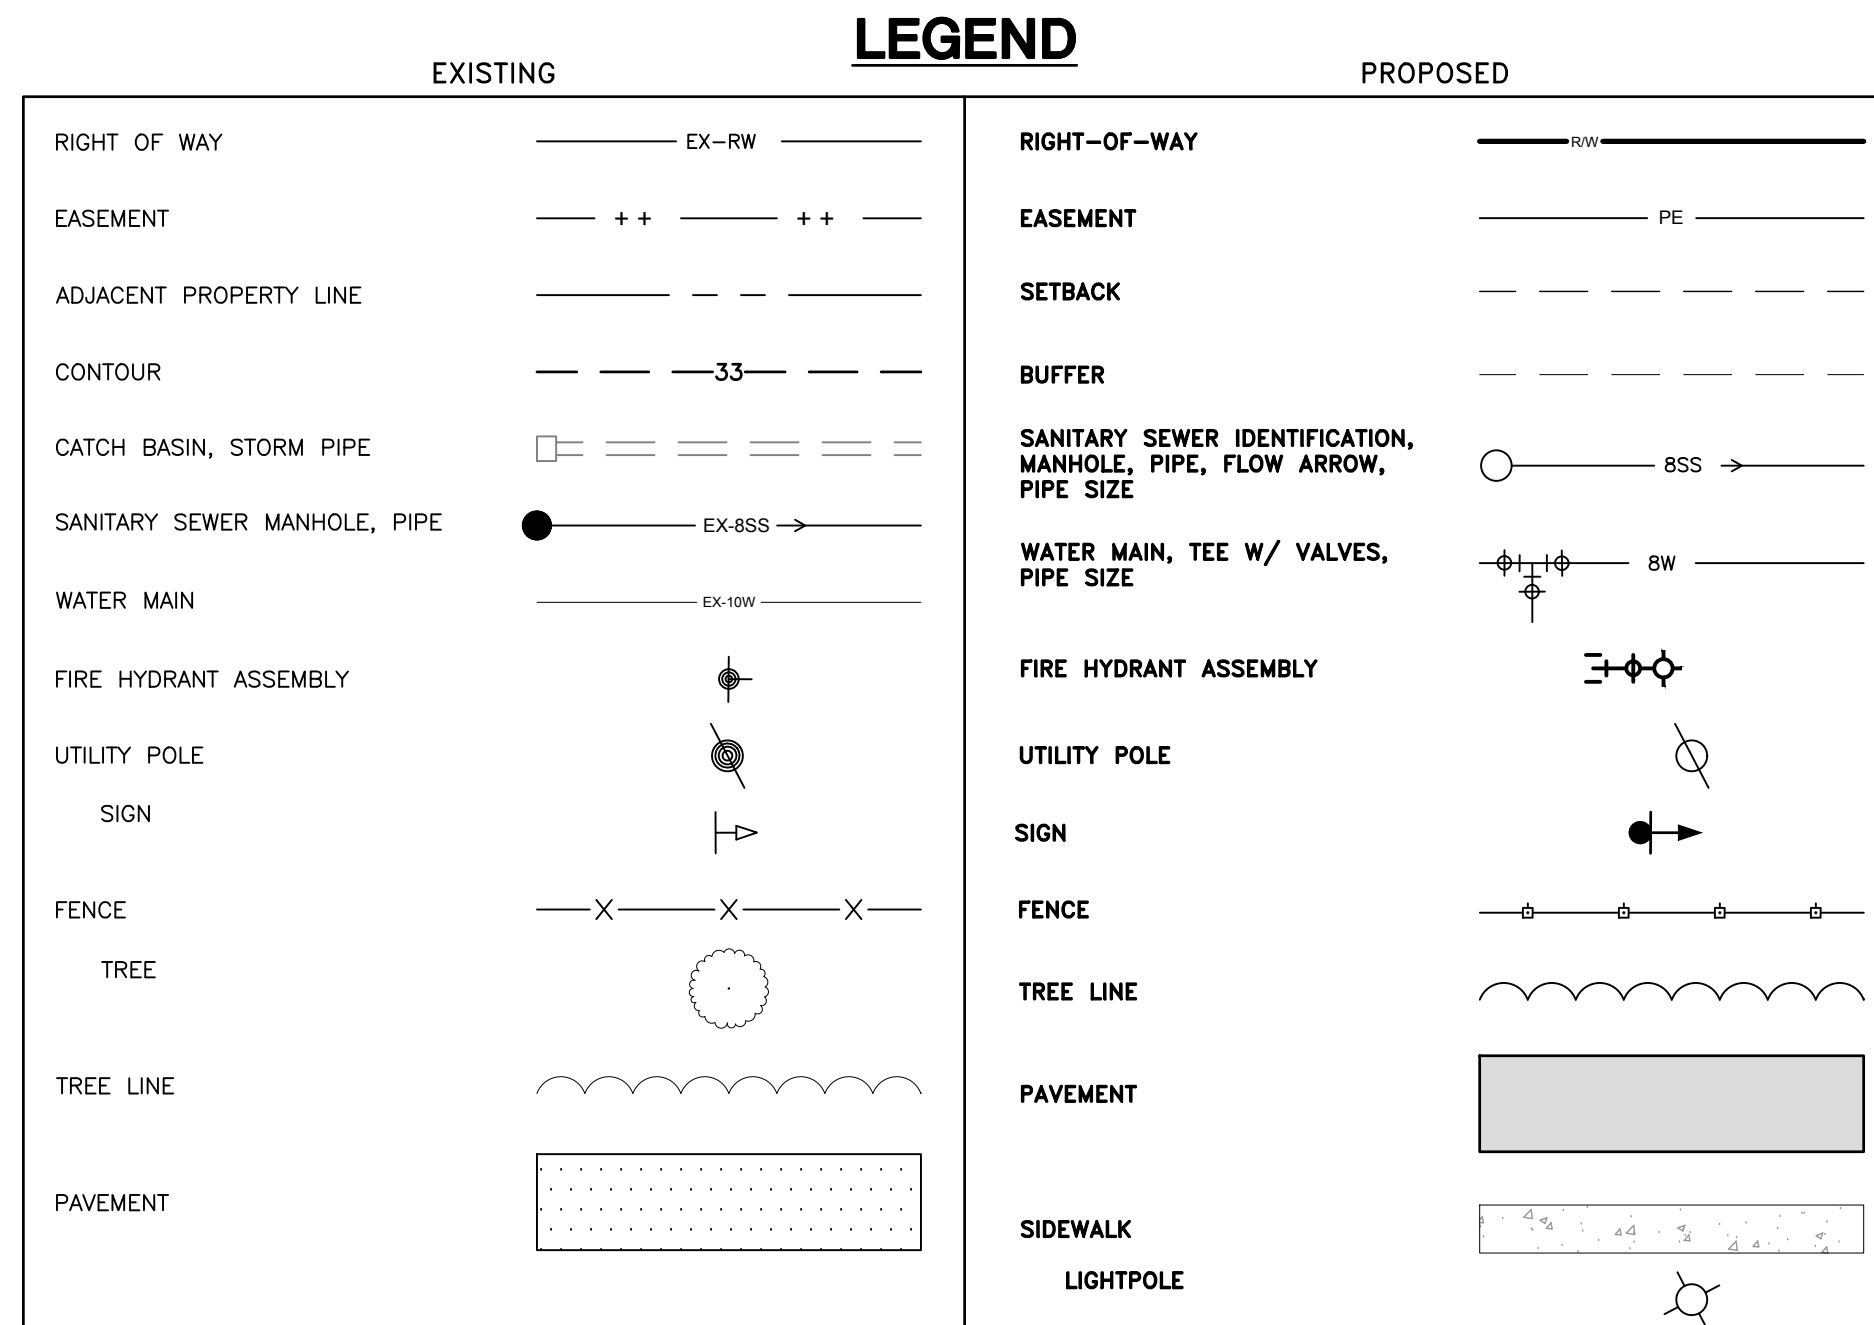 LEGEND
EXISTING
RIGHT OF WAY
EX-RW
EASEMENT
++ ++
ADJACENT PROPERTY LINE
CONTOUR
33
CATCH BASIN, STORM PIPE
SANITARY SEWER MANHOLE, PIPE
EX-8SS
WATER MAIN
EX-10W
FIRE HYDRANT ASSEMBLY
UTILITY POLE
SIGN
FENCE
X X X
TREE
TREE LINE
PAVEMENT
PROPOSED
RIGHT-OF-WAY
R/W
EASEMENT
PE
SETBACK
BUFFER
SANITARY SEWER IDENTIFICATION,
MANHOLE, PIPE, FLOW ARROW,
PIPE SIZE
8SS
WATER MAIN, TEE W/ VALVES,
PIPE SIZE
8W
FIRE HYDRANT ASSEMBLY
UTILITY POLE
SIGN
FENCE
TREE LINE
PAVEMENT
SIDEWALK
LIGHTPOLE